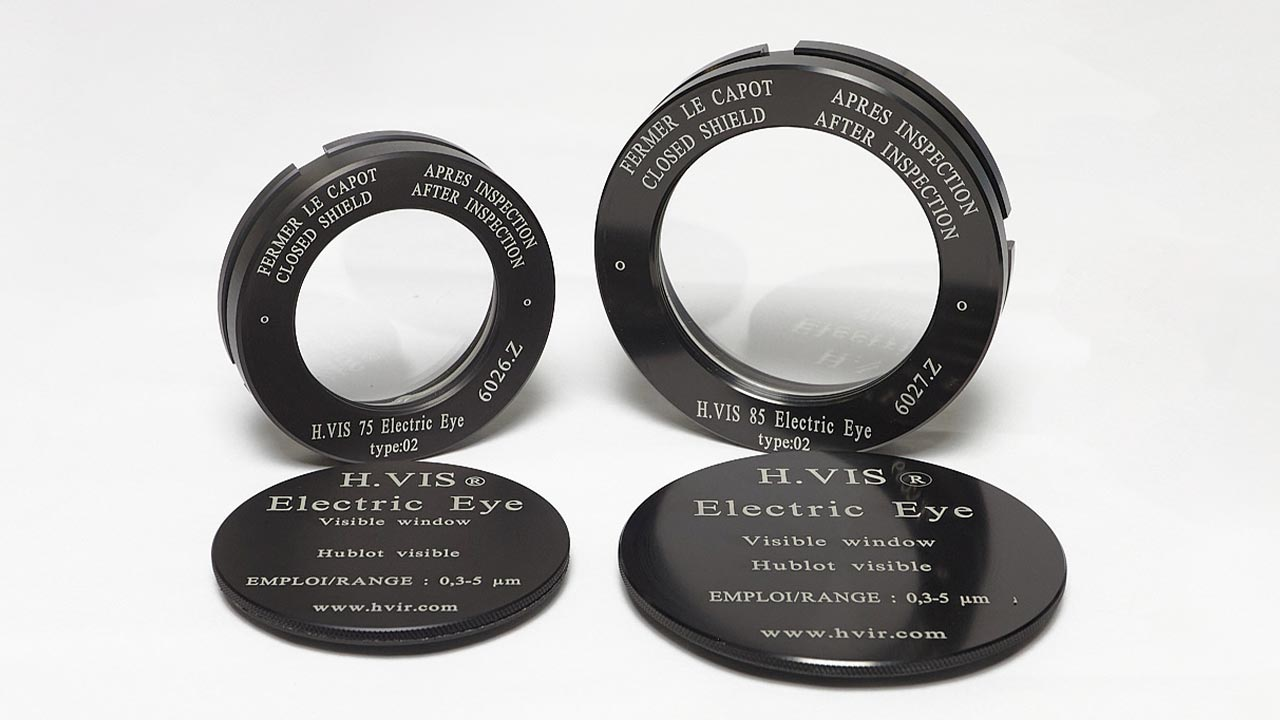 FERMER LE CAPOT APRES INSPECTION
CLOSED SHIELD AFTER INSPECTION
6026.Z
H.VIS 75 Electric Eye
type:02
FERMER LE CAPOT APRES INSPECTION
CLOSED SHIELD AFTER INSPECTION
6027.Z
H.VIS 85 Electric Eye
type:02
H.VIS ®
Electric Eye
Visible window
Hublot visible
EMPLOI/RANGE : 0,3-5 µm
www.hvir.com
H.VIS ®
Electric Eye
Visible window
Hublot visible
EMPLOI/RANGE : 0,3-5 µm
www.hvir.com